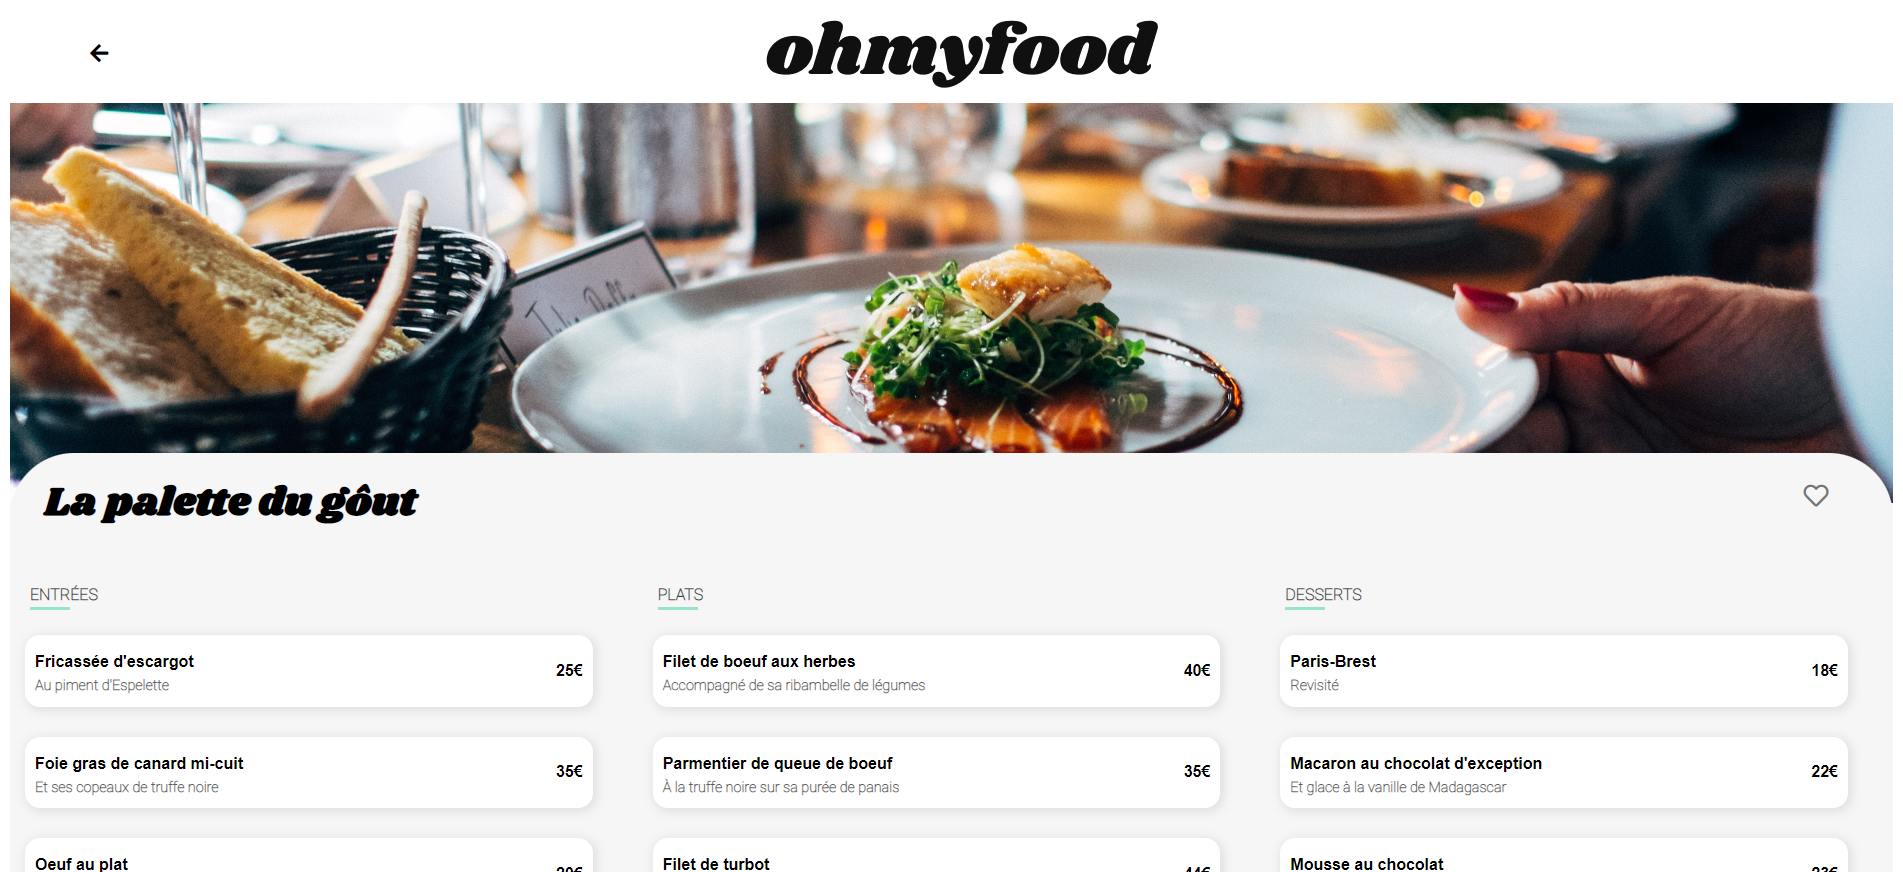 ohmyfood
La palette du gôut
ENTRÉES
Fricassée d'escargot
Au piment d'Espelette
25€
Foie gras de canard mi-cuit
Et ses copeaux de truffe noire
35€
Oeuf au plat
PLATS
Filet de boeuf aux herbes
Accompagné de sa ribambelle de légumes
40€
Parmentier de queue de boeuf
À la truffe noire sur sa purée de panais
35€
Filet de turbot
DESSERTS
Paris-Brest
Revisité
18€
Macaron au chocolat d'exception
Et glace à la vanille de Madagascar
22€
Mousse au chocolat